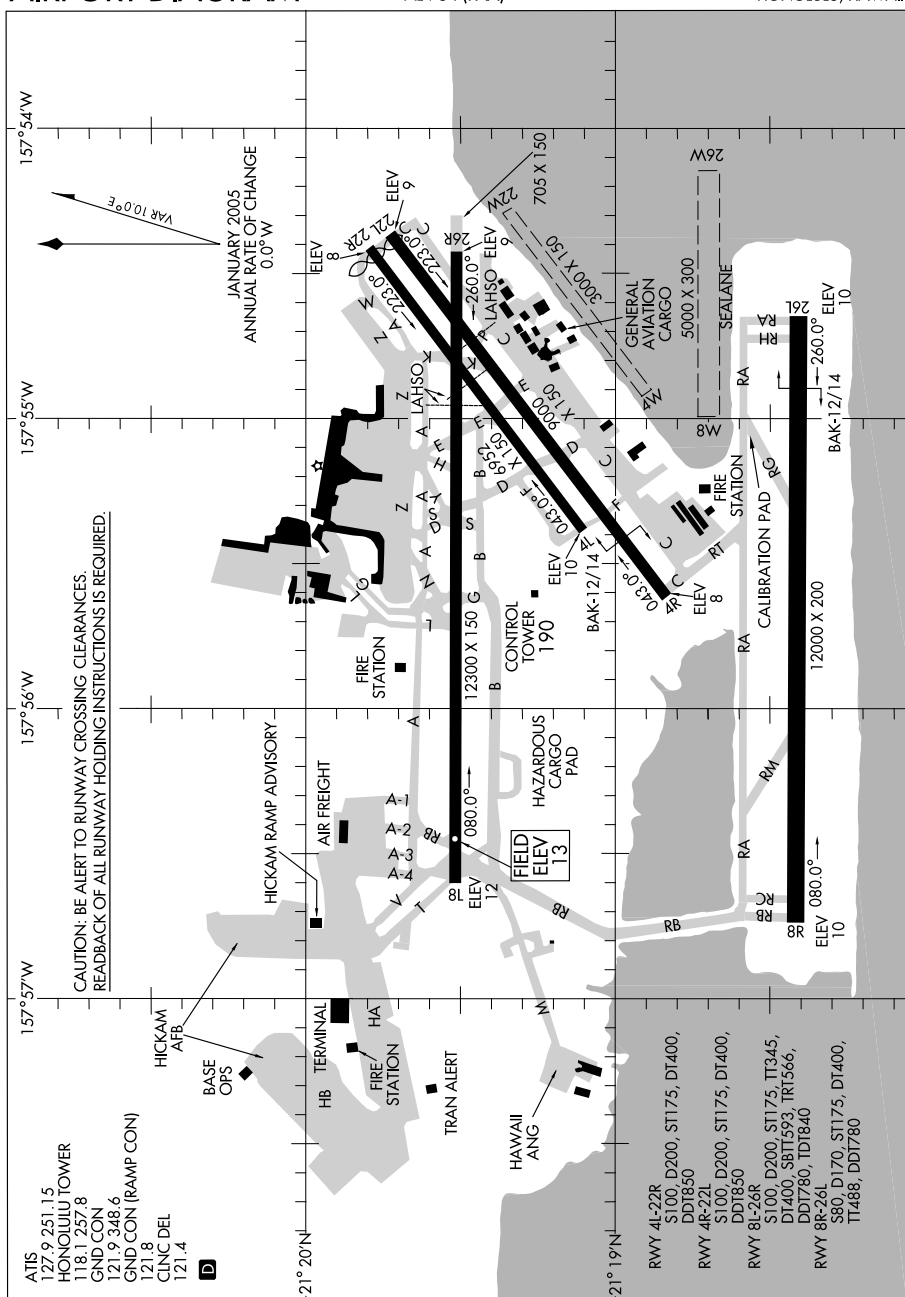 AIRPORT DIAGRAM
HONOLULU, HAWAII
157°54'W
157°55'W
157°56'W
157°57'W
21°20'N
21°19'N
VAR 10.0°E
JANUARY 2005
ANNUAL RATE OF CHANGE
0.0° W
CAUTION: BE ALERT TO RUNWAY CROSSING CLEARANCES.
READBACK OF ALL RUNWAY HOLDING INSTRUCTIONS IS REQUIRED.
ATIS
127.9 251.15
HONOLULU TOWER
118.1 257.8
GND CON
121.9 348.6
GND CON (RAMP CON)
121.8
CLNC DEL
121.4
D
HICKAM
AFB
BASE
OPS
HB
TERMINAL
HA
FIRE
STATION
TRAN ALERT
HAWAII
ANG
M
HICKAM RAMP ADVISORY
AIR FREIGHT
A-1
A-2
A-3
A-4
RB
V
T
8L
ELEV
12
080.0°
FIELD
ELEV
13
HAZARDOUS
CARGO
PAD
12300 X 150
FIRE
STATION
CONTROL
TOWER
190
A
B
L
G
L
N
A
G
B
S
D
S
Y
A
Z
H
E
B
A
Z
E
K
K
P
Z
A
W
LAHSO
LAHSO
26R
260.0°
ELEV
9
705 X 150
ELEV
8
22R
223.0°
22L
223.0°
ELEV
9
C
C
C
C
C
6952
X 150
9000
X 150
D
D
E
F
F
043.0°
4L
ELEV
10
BAK-12/14
043.0°
4R
ELEV
8
RT
GENERAL
AVIATION
CARGO
FIRE
STATION
22W
3000 X 150
4W
8W
5000 X 300
26W
SEALANE
CALIBRATION PAD
RA
RA
RA
RA
RH
RG
RM
RB
RB
RB
RC
26L
ELEV
10
260.0°
BAK-12/14
12000 X 200
8R
080.0°
ELEV
10
RWY 4L-22R
S100, D200, ST175, DT400,
DDT850
RWY 4R-22L
S100, D200, ST175, DT400,
DDT850
RWY 8L-26R
S100, D200, ST175, TT345,
DT400, SBTT593, TRT566,
DDT780, TDT840
RWY 8R-26L
S80, D170, ST175, DT400,
TT488, DDT780